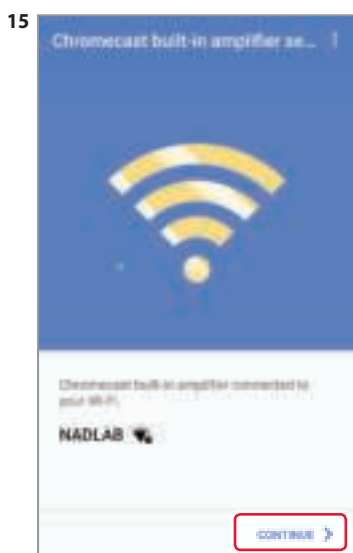 15
Chromecast built-in amplifier se...
Chromecast built-in amplifier connected to
your Wi-Fi.
NADLAB
CONTINUE